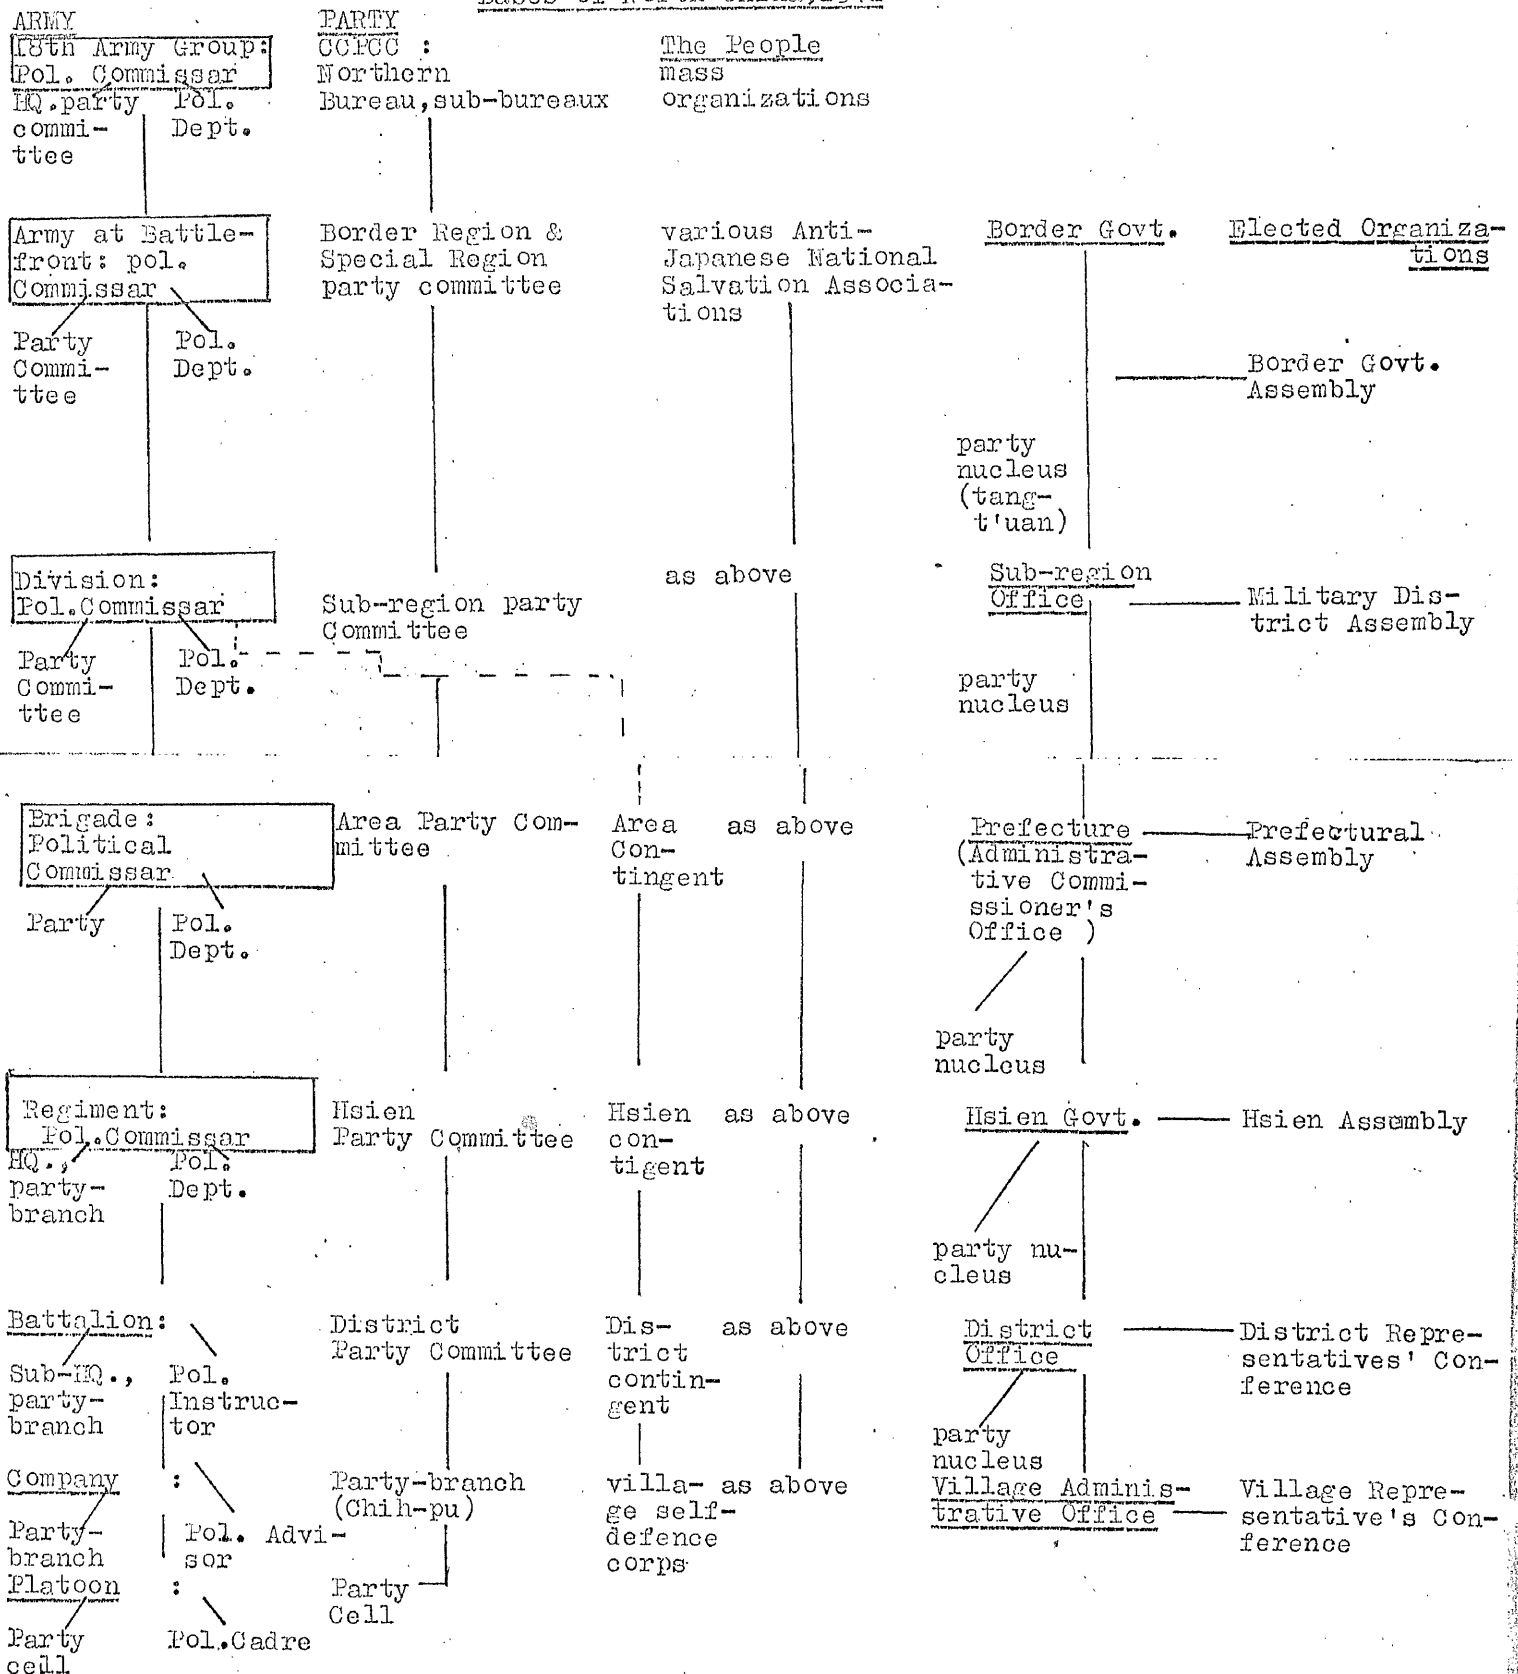 ARMY
18th Army Group:
Pol. Commissar
HQ.party
commi-
ttee
Pol.
Dept.
PARTY
CCPCC :
Northern
Bureau,sub-bureaux
The People
mass
organizations
Army at Battle-
front: pol.
Commissar
Party
Commi-
ttee
Pol.
Dept.
Border Region &
Special Region
party committee
various Anti-
Japanese National
Salvation Associa-
tions
Border Govt.
Elected Organiza-
tions
Border Govt.
Assembly
party
nucleus
(tang-
t'uan)
Division:
Pol.Commissar
Party
Commi-
ttee
Pol.
Dept.
Sub-region party
Committee
as above
Sub-region
Office
Military Dis-
trict Assembly
party
nucleus
Brigade:
Political
Commissar
Party
Pol.
Dept.
Area Party Com-
mittee
Area
Con-
tingent
as above
Prefecture
(Administra-
tive Commi-
ssioner's
Office )
Prefectural
Assembly
party
nucleus
Regiment:
Pol.Commissar
HQ.,
party-
branch
Pol.
Dept.
Hsien
Party Committee
Hsien
con-
tigent
as above
Hsien Govt.
Hsien Assembly
party nu-
cleus
Battalion:
Sub-HQ.,
party-
branch
Pol.
Instruc-
tor
District
Party Committee
Dis-
trict
contin-
gent
as above
District
Office
District Repre-
sentatives' Con-
ference
party
nucleus
Company :
Party-
branch
Pol. Advi-
sor
Party-branch
(Chih-pu)
villa-
ge self-
defence
corps
as above
Village Adminis-
trative Office
Village Repre-
sentative's Con-
ference
Platoon :
Party
cell
Pol.Cadre
Party
Cell